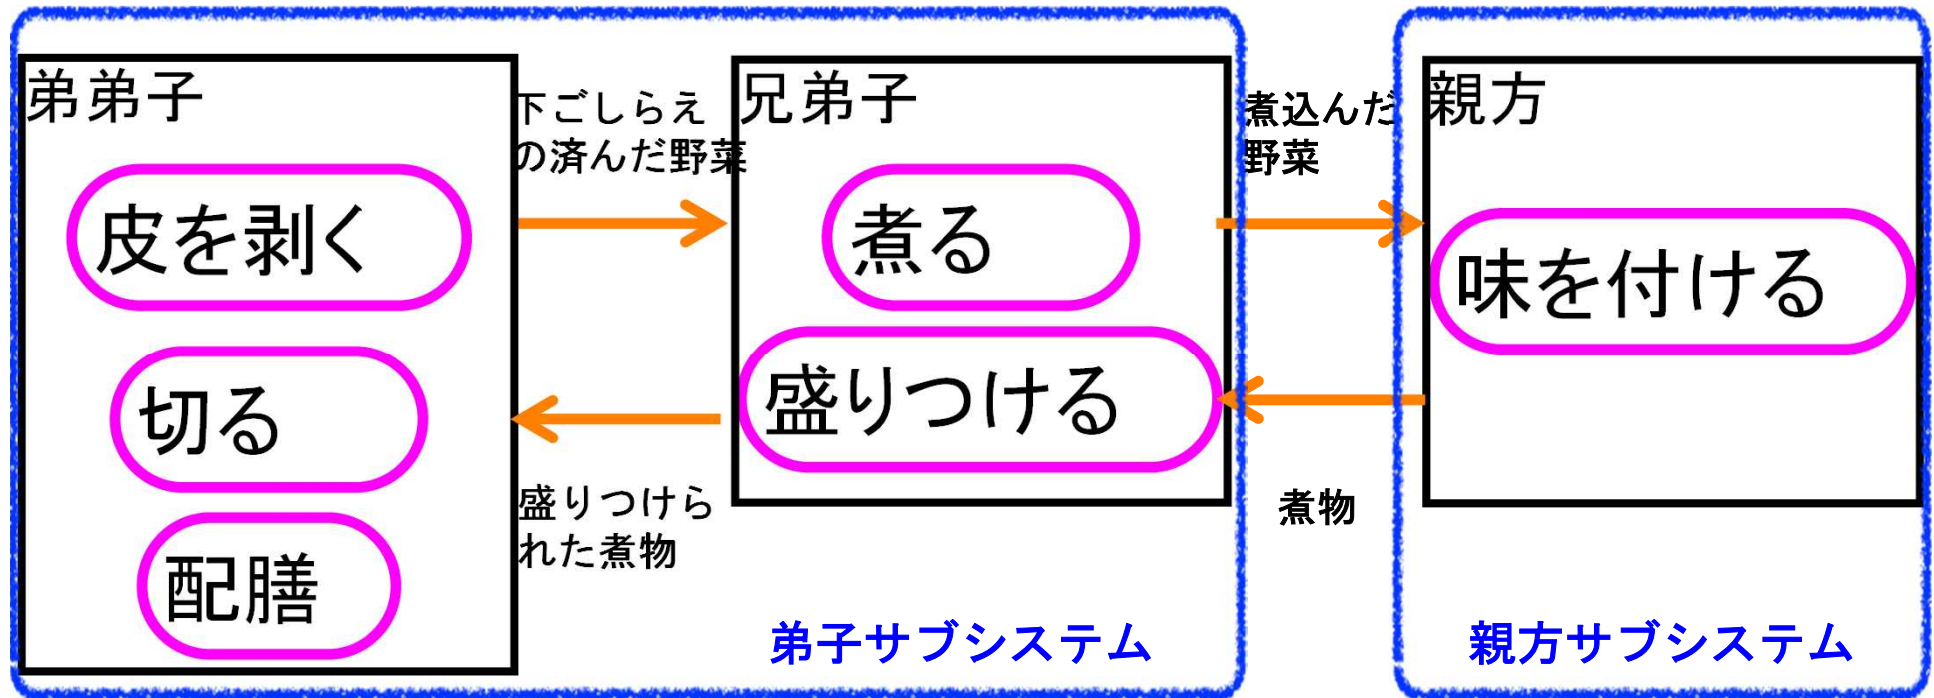 弟弟子
皮を剥く
切る
配膳
下ごしらえ
の済んだ野菜
盛りつけら
れた煮物
兄弟子
煮る
盛りつける
煮込んだ
野菜
煮物
親方
味を付ける
弟子サブシステム
親方サブシステム